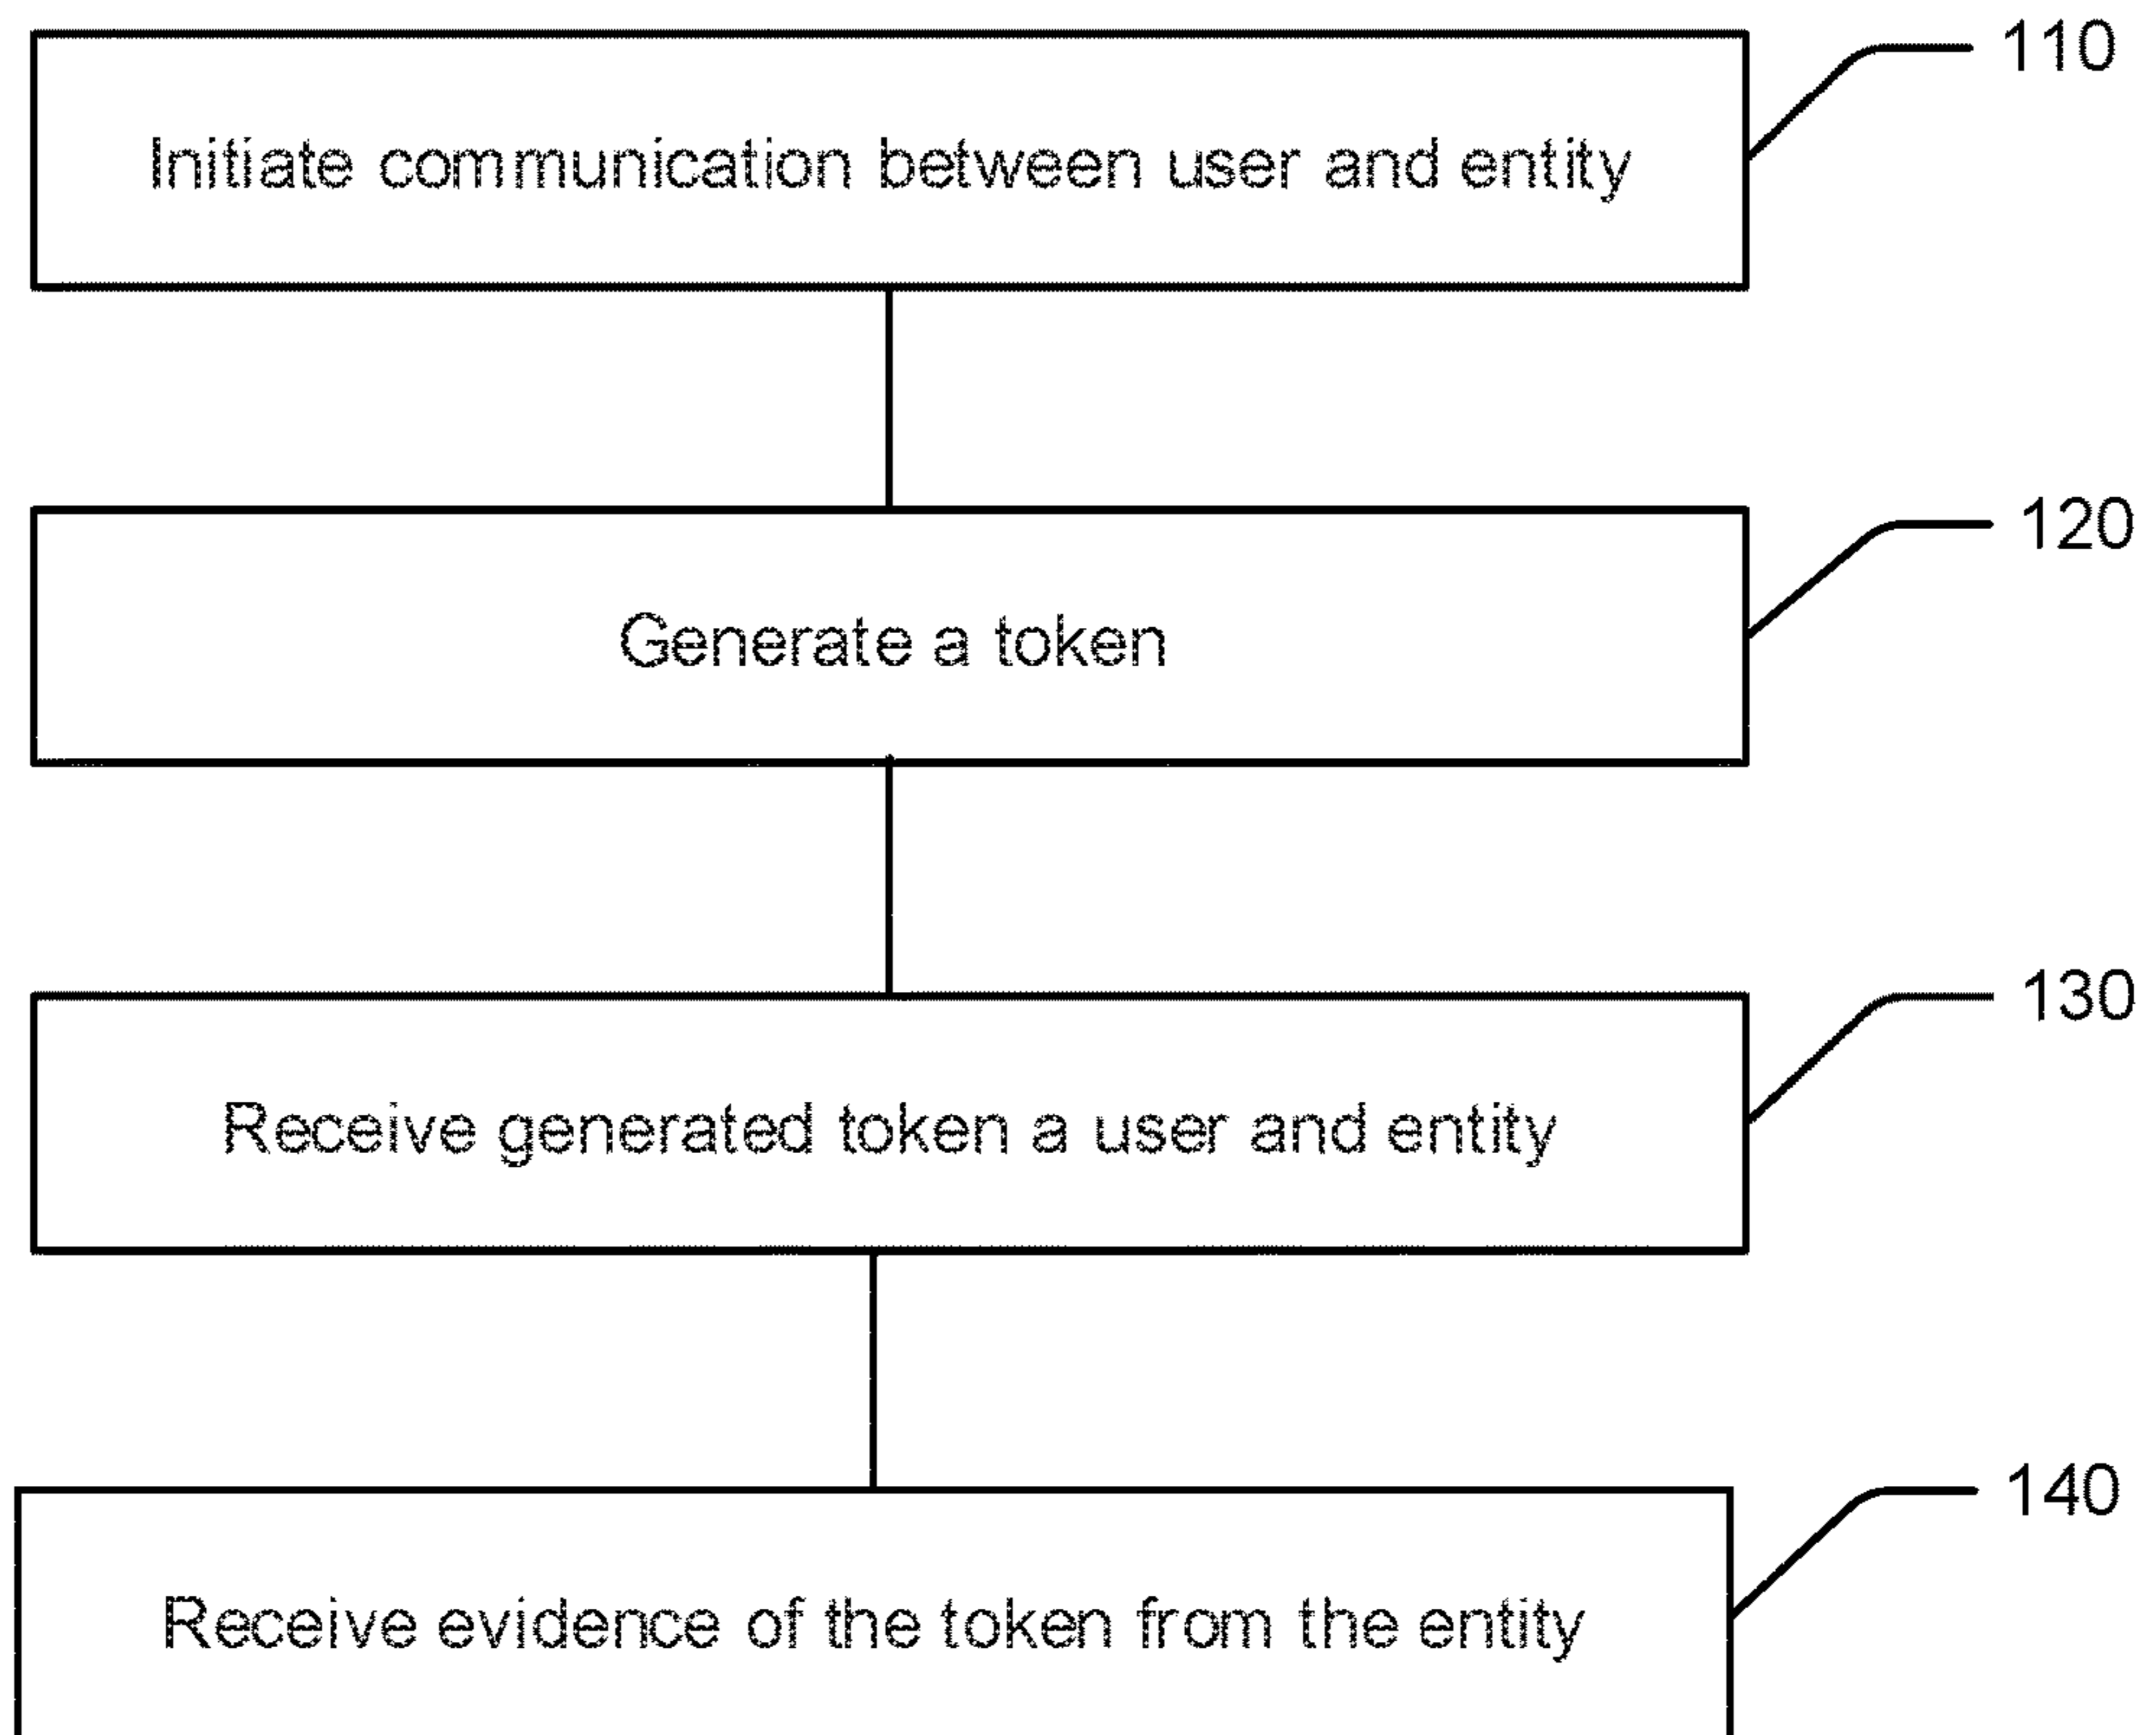 110
Initiate communication between user and entity
120
Generate a token
130
Receive generated token a user and entity
140
Receive evidence of the token from the entity